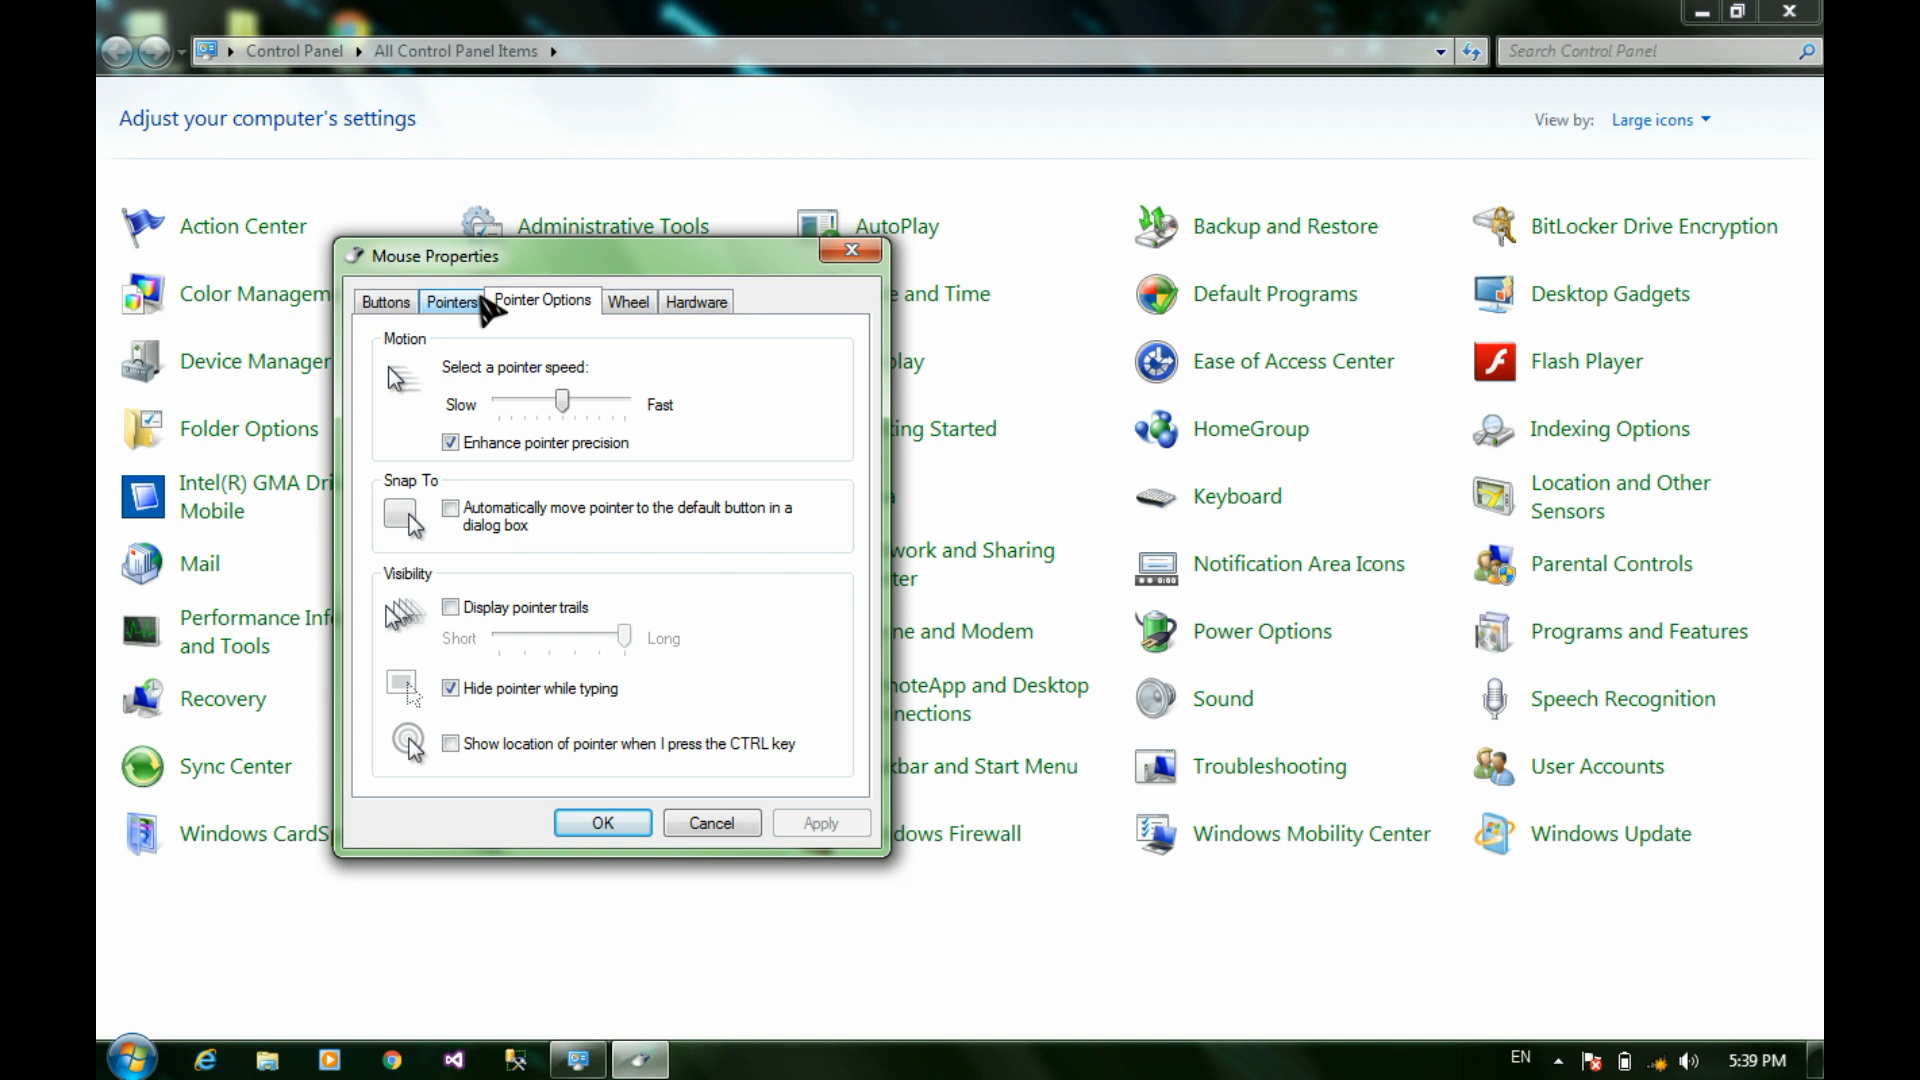 Control Panel
All Control Panel Items
Search Control Panel
Adjust your computer's settings
View by:
Large icons
Action Center
Administrative Tools
AutoPlay
Backup and Restore
BitLocker Drive Encryption
Mouse Properties
Color Managem
e and Time
Default Programs
Desktop Gadgets
Buttons
Pointers
Pointer Options
Wheel
Hardware
Motion
Select a pointer speed:
Slow
Fast
Enhance pointer precision
Device Manager
play
Ease of Access Center
Flash Player
Folder Options
ing Started
HomeGroup
Indexing Options
Snap To
Automatically move pointer to the default button in a
dialog box
Intel(R) GMA Dri
Mobile
Keyboard
Location and Other
Sensors
Mail
work and Sharing
ter
Notification Area Icons
Parental Controls
Visibility
Display pointer trails
Short
Long
Performance Inf
and Tools
ne and Modem
Power Options
Programs and Features
Hide pointer while typing
Recovery
noteApp and Desktop
nections
Sound
Speech Recognition
Show location of pointer when I press the CTRL key
Sync Center
kbar and Start Menu
Troubleshooting
User Accounts
OK
Cancel
Apply
Windows CardS
dows Firewall
Windows Mobility Center
Windows Update
EN
5:39 PM